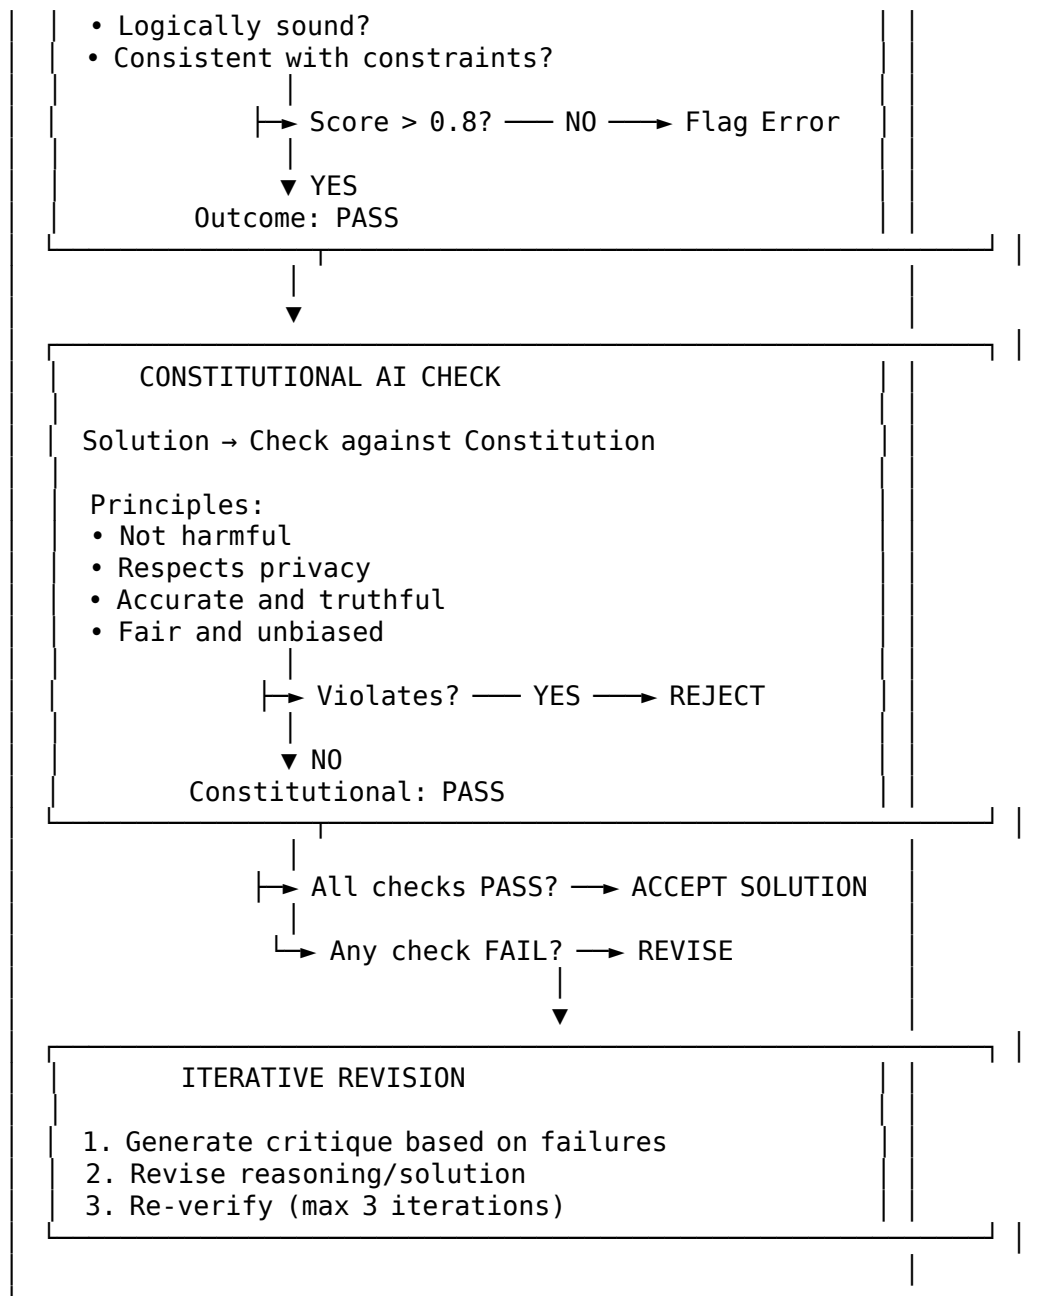 • Logically sound?
• Consistent with constraints?
├─► Score > 0.8? ─── NO ───► Flag Error
▼ YES
Outcome: PASS
▼
CONSTITUTIONAL AI CHECK
Solution → Check against Constitution
Principles:
• Not harmful
• Respects privacy
• Accurate and truthful
• Fair and unbiased
├─► Violates? ─── YES ───► REJECT
▼ NO
Constitutional: PASS
├─► All checks PASS? ──► ACCEPT SOLUTION
└─► Any check FAIL? ──► REVISE
▼
ITERATIVE REVISION
1. Generate critique based on failures
2. Revise reasoning/solution
3. Re-verify (max 3 iterations)